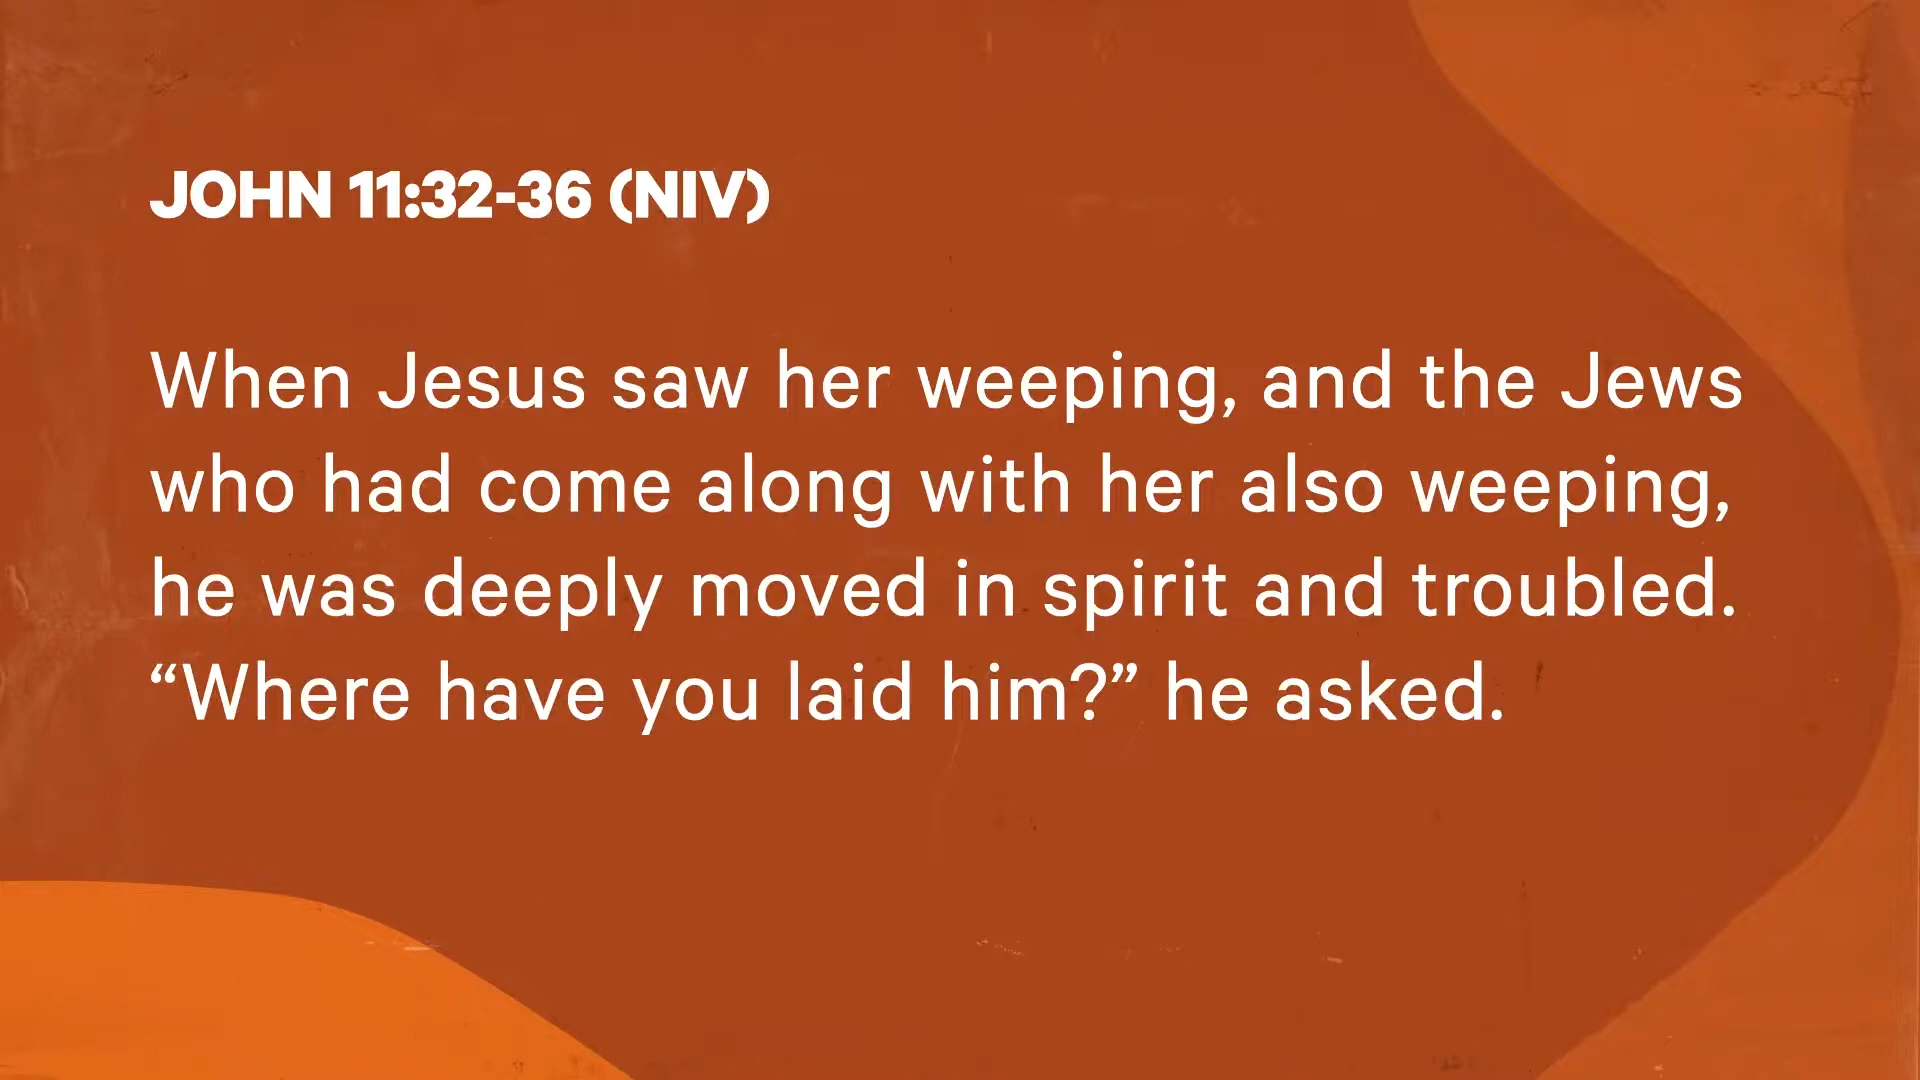 JOHN 11:32-36 (NIV)
When Jesus saw her weeping, and the Jews
who had come along with her also weeping,
he was deeply moved in spirit and troubled.
“Where have you laid him?” he asked.